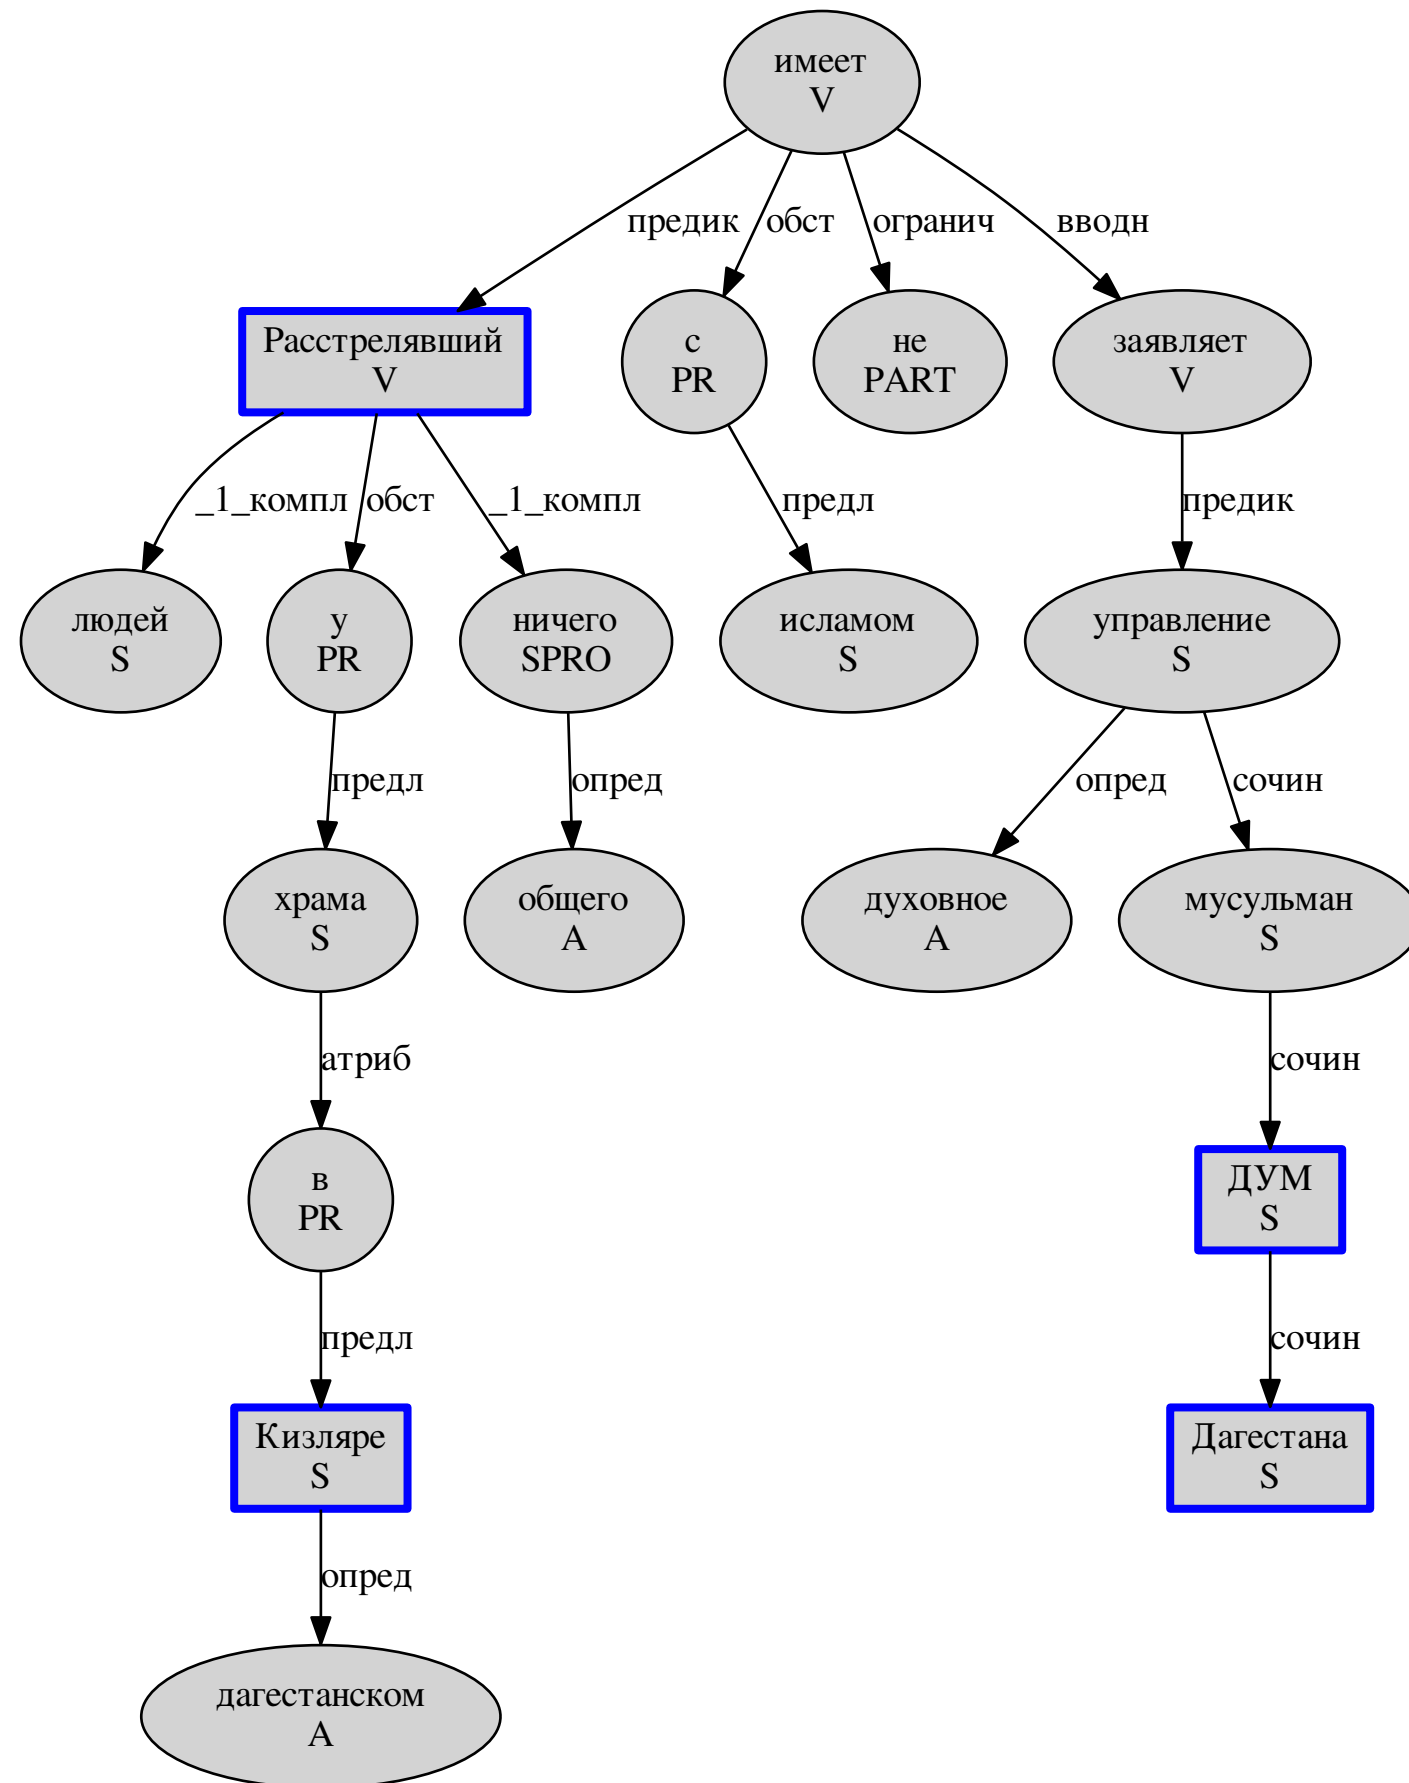 имеет
V
предик
обст
огранич
вводн
Расстрелявший
V
с
PR
не
PART
заявляет
V
_1_компл
обст
_1_компл
предл
предик
людей
S
у
PR
ничего
SPRO
исламом
S
управление
S
предл
опред
опред
сочин
храма
S
общего
A
духовное
A
мусульман
S
атриб
сочин
в
PR
ДУМ
S
предл
сочин
Кизляре
S
Дагестана
S
опред
дагестанском
A